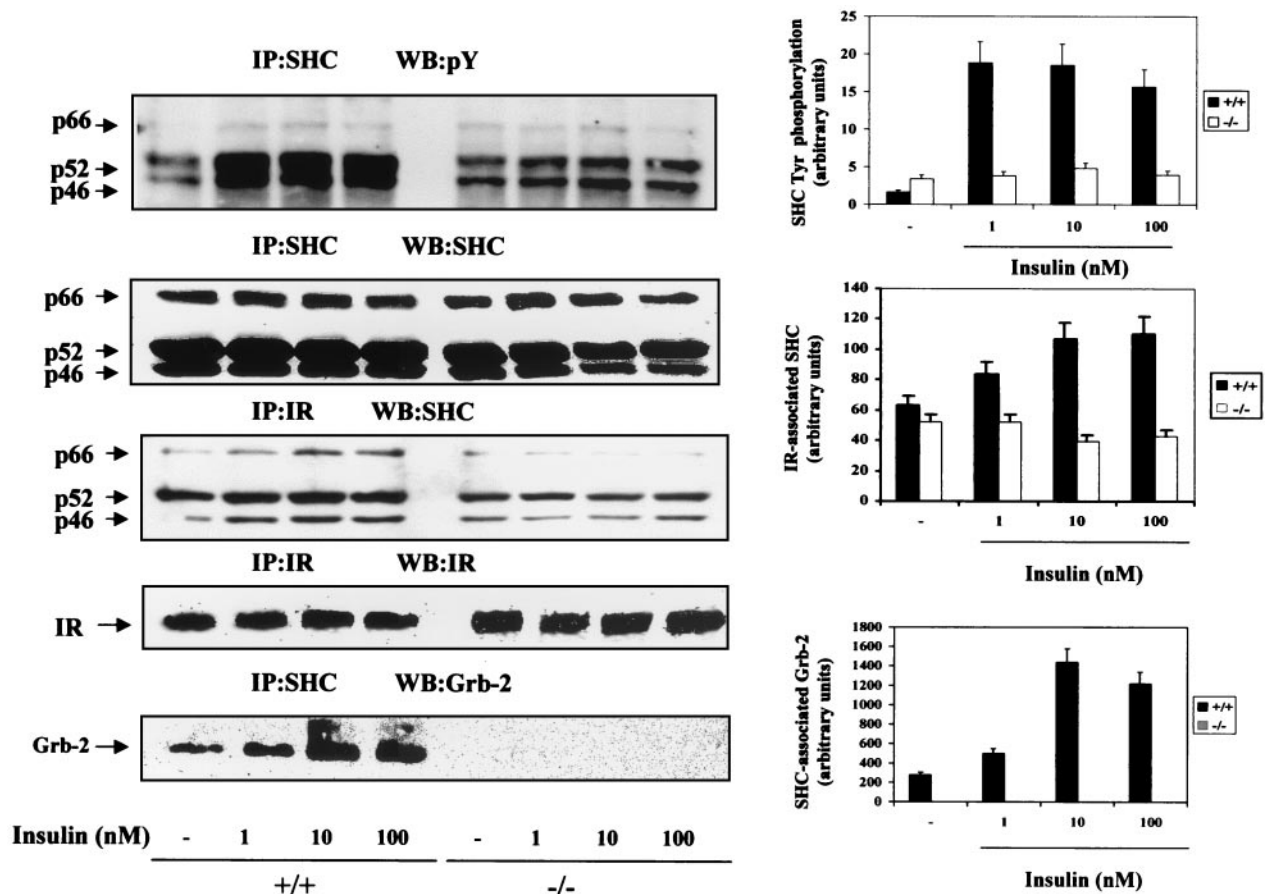 IP:SHC WB:pY
p66
p52
p46
IP:SHC WB:SHC
p66
p52
p46
IP:IR WB:SHC
p66
p52
p46
IP:IR WB:IR
IR
IP:SHC WB:Grb-2
Grb-2
Insulin (nM) - 1 10 100 - 1 10 100
+/+ -/-
SHC Tyr phosphorylation
(arbitrary units)
25
20
15
10
5
0
- 1 10 100
Insulin (nM)
+/+
-/-
IR-associated SHC
(arbitrary units)
140
120
100
80
60
40
20
0
- 1 10 100
Insulin (nM)
+/+
-/-
SHC-associated Grb-2
(arbitrary units)
1800
1600
1400
1200
1000
800
600
400
200
0
- 1 10 100
Insulin (nM)
+/+
-/-